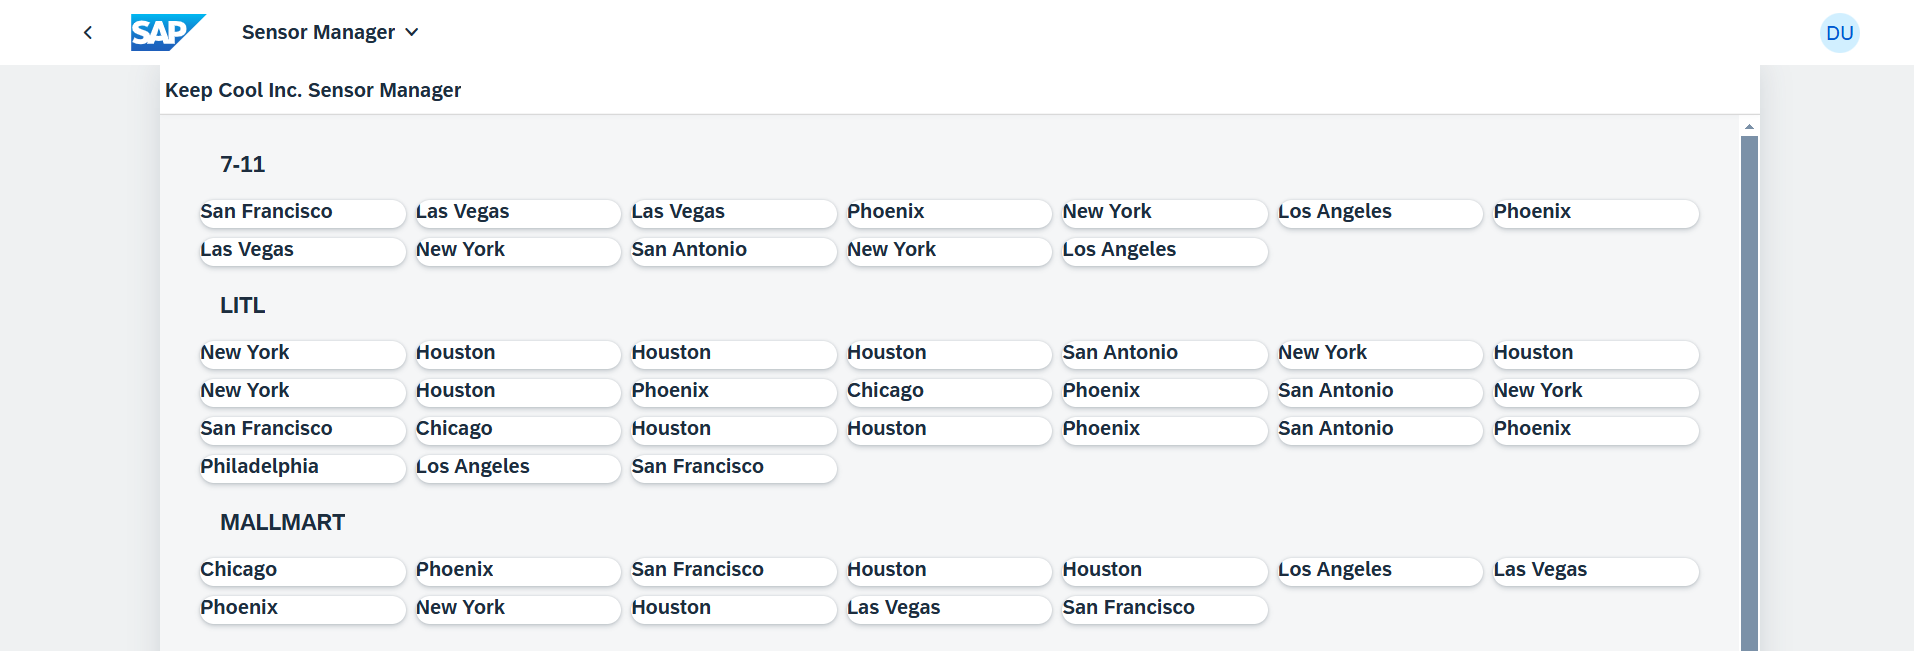 SAP Sensor Manager DU
Keep Cool Inc. Sensor Manager
7-11
San Francisco Las Vegas Las Vegas Phoenix New York Los Angeles Phoenix
Las Vegas New York San Antonio New York Los Angeles
LITL
New York Houston Houston Houston San Antonio New York Houston
New York Houston Phoenix Chicago Phoenix San Antonio New York
San Francisco Chicago Houston Houston Phoenix San Antonio Phoenix
Philadelphia Los Angeles San Francisco
MALLMART
Chicago Phoenix San Francisco Houston Houston Los Angeles Las Vegas
Phoenix New York Houston Las Vegas San Francisco